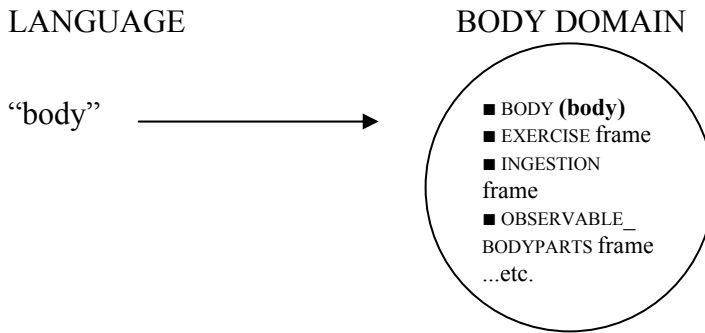 LANGUAGE
BODY DOMAIN
“body”
■ BODY (body)
■ EXERCISE frame
■ INGESTION
frame
■ OBSERVABLE_
BODYPARTS frame
...etc.